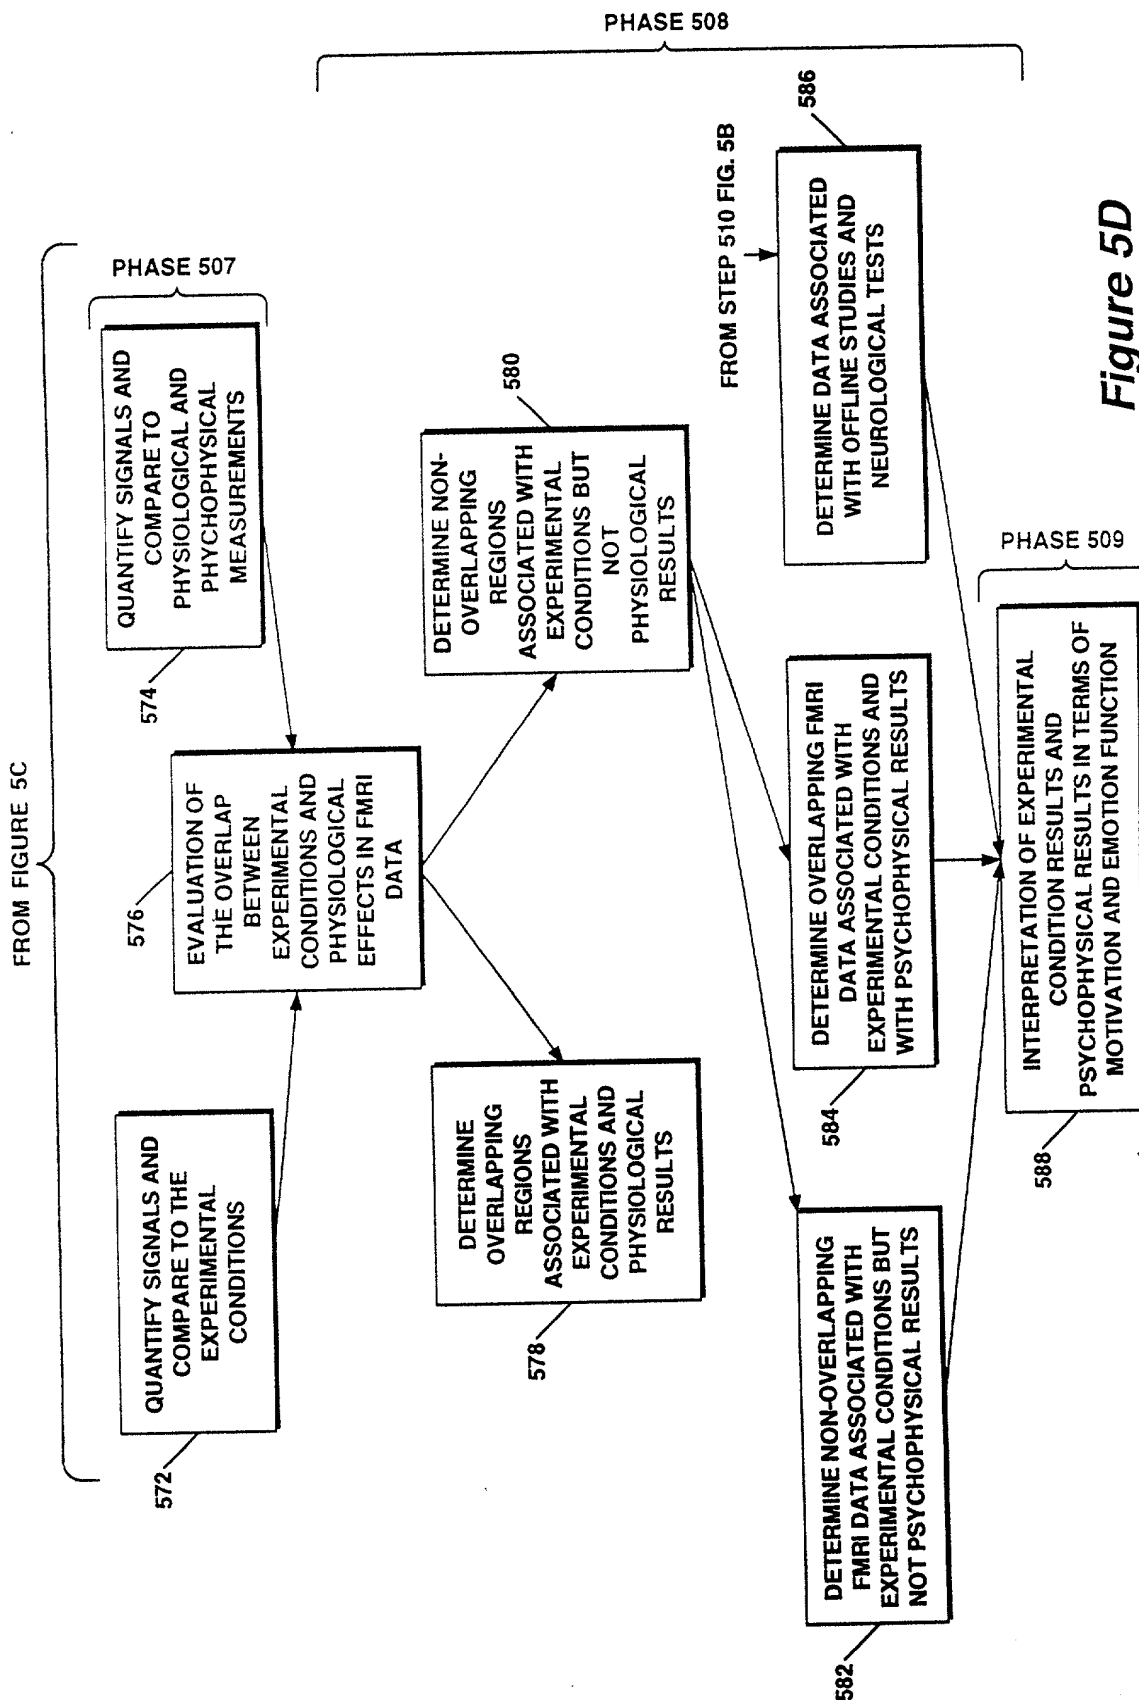 FROM FIGURE 5C
PHASE 507
PHASE 508
572
QUANTIFY SIGNALS AND
COMPARE TO THE
EXPERIMENTAL
CONDITIONS
574
QUANTIFY SIGNALS AND
COMPARE TO
PHYSIOLOGICAL AND
PHYCHOPHYSICAL
MEASUREMENTS
576
EVALUATION OF
THE OVERLAP
BETWEEN
EXPERIMENTAL
CONDITIONS AND
PHYSIOLOGICAL
EFFECTS IN FMRI
DATA
578
DETERMINE
OVERLAPPING
REGIONS
ASSOCIATED WITH
EXPERIMENTAL
CONDITIONS AND
PHYSIOLOGICAL
RESULTS
580
DETERMINE NON-
OVERLAPPING
REGIONS
ASSOCIATED WITH
EXPERIMENTAL
CONDITIONS BUT
NOT
PHYSIOLOGICAL
RESULTS
FROM STEP 510 FIG. 5B
582
DETERMINE NON-OVERLAPPING
FMRI DATA ASSOCIATED WITH
EXPERIMENTAL CONDITIONS BUT
NOT PSYCHOPHYSICAL RESULTS
584
DETERMINE OVERLAPPING FMRI
DATA ASSOCIATED WITH
EXPERIMENTAL CONDITIONS AND
WITH PSYCHOPHYSICAL RESULTS
586
DETERMINE DATA ASSOCIATED
WITH OFFLINE STUDIES AND
NEUROLOGICAL TESTS
PHASE 509
588
INTERPRETATION OF EXPERIMENTAL
CONDITION RESULTS AND
PSYCHOPHYSICAL RESULTS IN TERMS OF
MOTIVATION AND EMOTION FUNCTION
Figure 5D